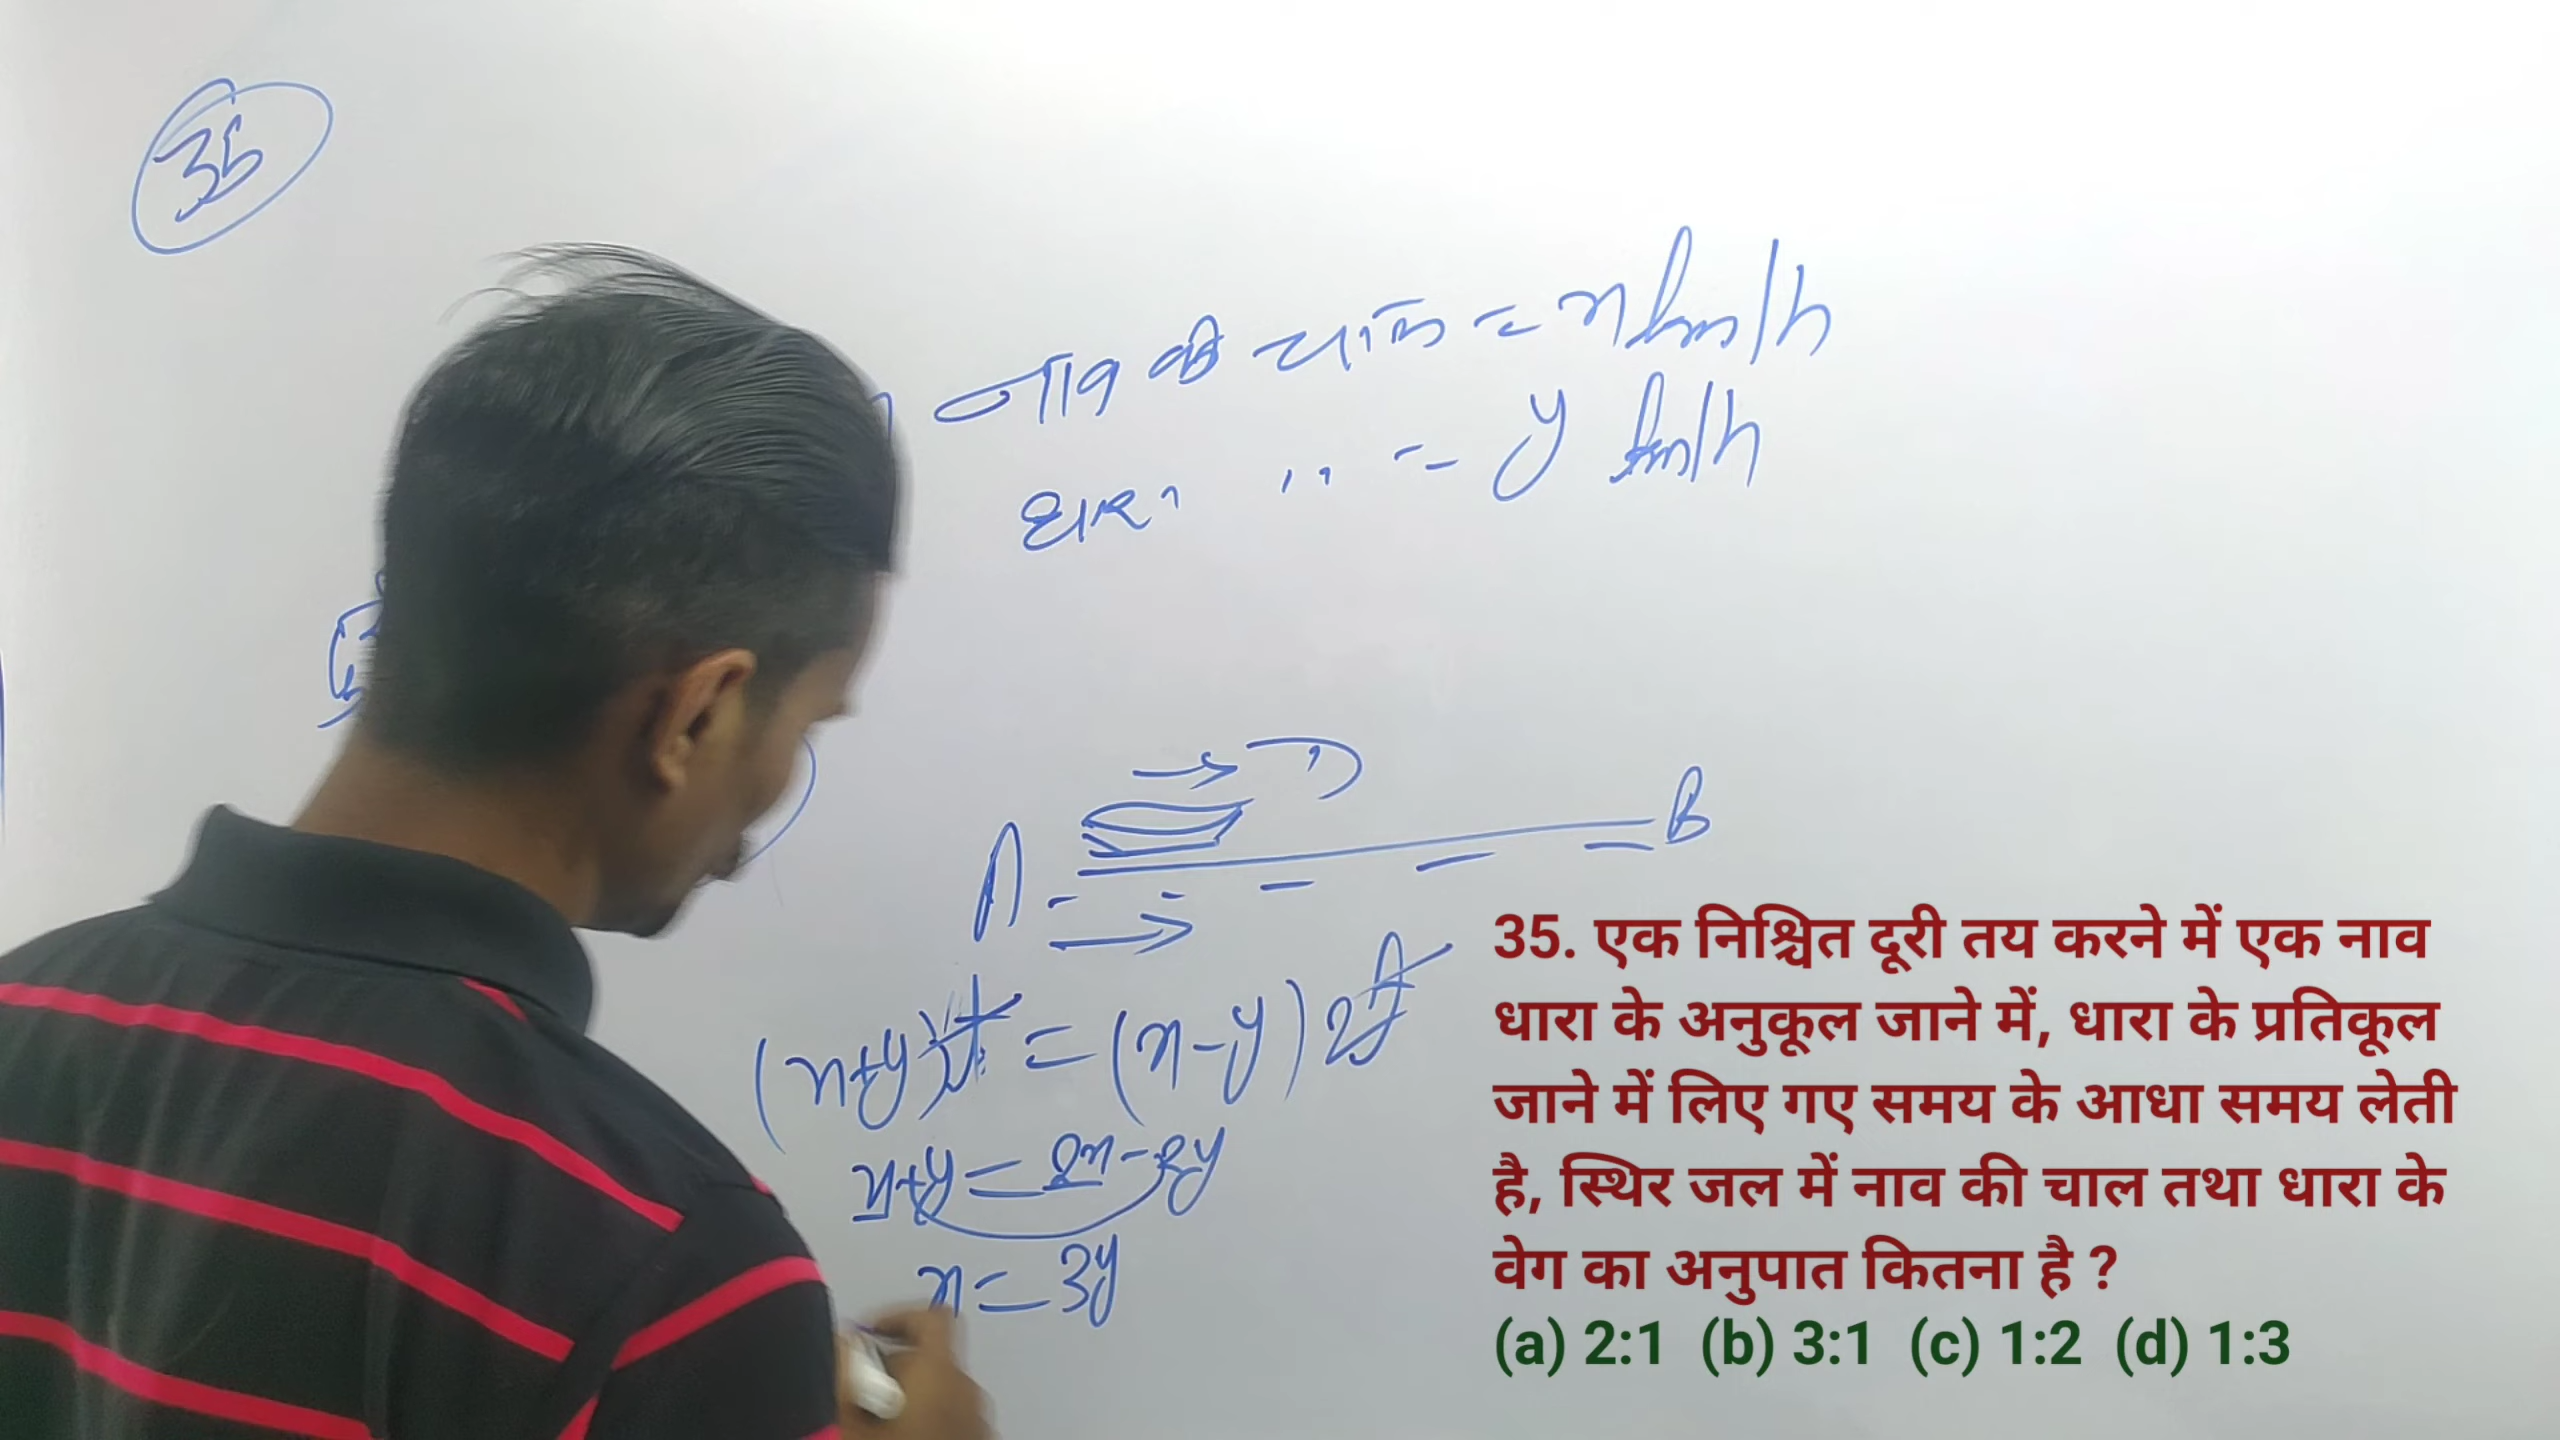 35
नाव की चाल = x km/h
धारा ,, = y km/h
A B
(x+y)t = (x-y)2t
x+y = 2x-2y
x = 3y
35. एक निश्चित दूरी तय करने में एक नाव
धारा के अनुकूल जाने में, धारा के प्रतिकूल
जाने में लिए गए समय के आधा समय लेती
है, स्थिर जल में नाव की चाल तथा धारा के
वेग का अनुपात कितना है ?
(a) 2:1 (b) 3:1 (c) 1:2 (d) 1:3